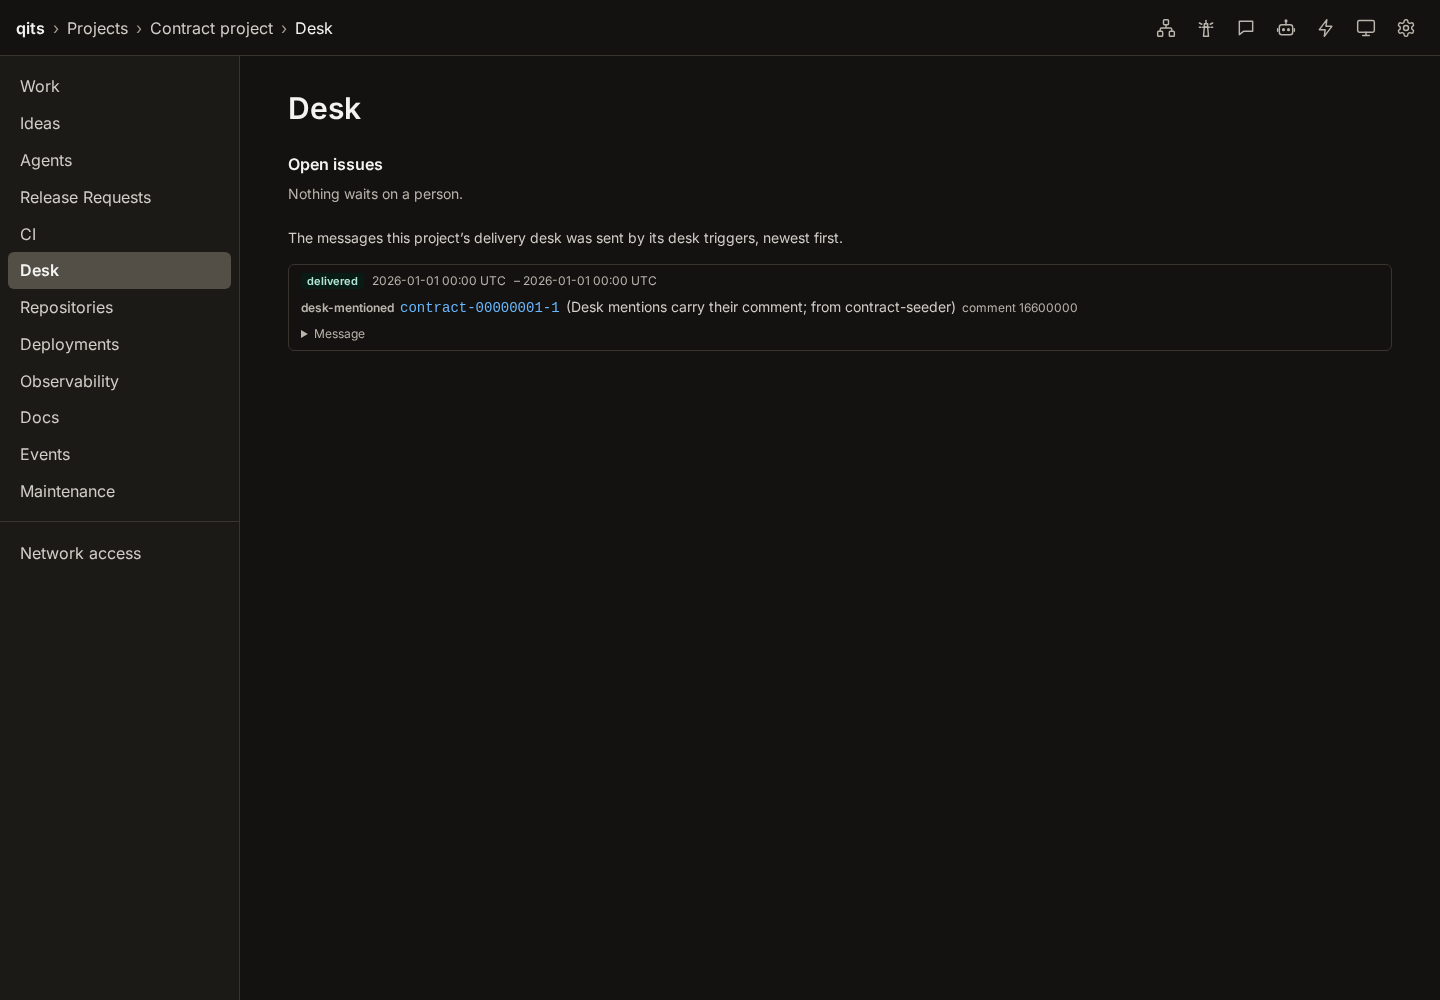 qits › Projects › Contract project › Desk
Work
Ideas
Agents
Release Requests
CI
Desk
Repositories
Deployments
Observability
Docs
Events
Maintenance
Network access
Desk
Open issues
Nothing waits on a person.
The messages this project’s delivery desk was sent by its desk triggers, newest first.
delivered 2026-01-01 00:00 UTC – 2026-01-01 00:00 UTC
desk-mentioned contract-00000001-1 (Desk mentions carry their comment; from contract-seeder) comment 16600000
Message